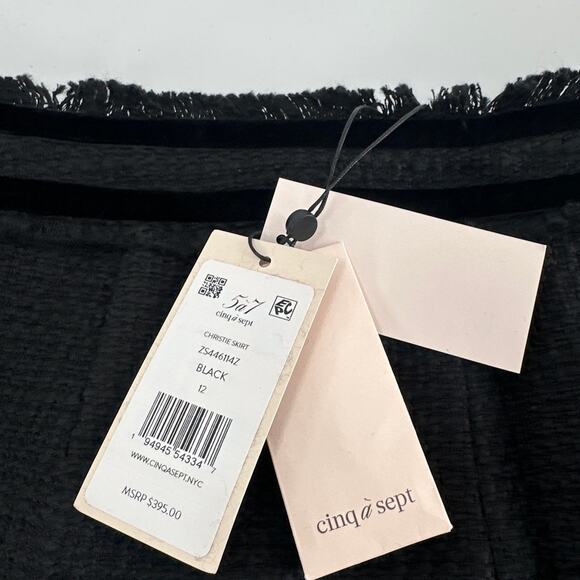 5à7
cinq à sept
CHRISTIE SKIRT
ZS446114Z
BLACK
12
1 94945 54334 7
WWW.CINQASEPT.NYC
MSRP $395.00
cinq à sept